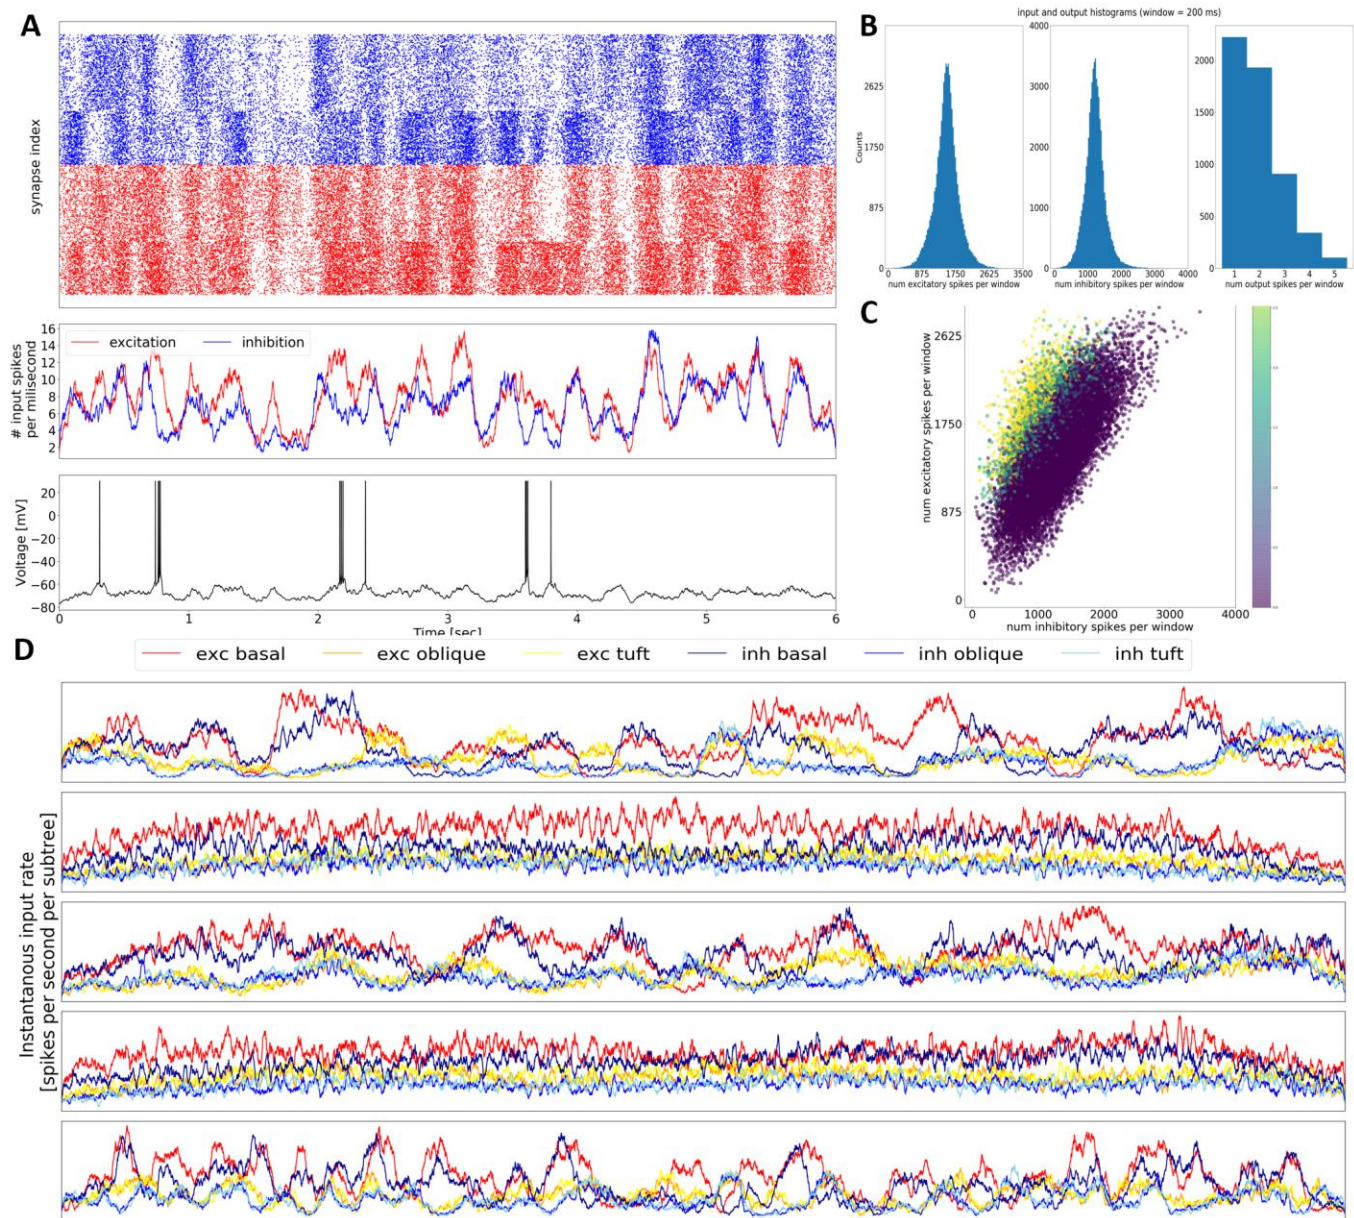 A
synapse index
16
14
12
10
8
6
4
2
# input spikes
per milisecond
excitation
inhibition
20
0
−20
−40
−60
−80
Voltage [mV]
0 1 2 3 4 5 6
Time [sec]
B
input and output histograms (window = 200 ms)
Counts
2625
1750
875
0
0 875 1750 2625 3500
num excitatory spikes per window
4000
3000
2000
1000
0
0 1000 2000 3000 4000
num inhibitory spikes per window
2000
1500
1000
500
0
1 2 3 4 5
num output spikes per window
C
num excitatory spikes per window
2625
1750
875
0
0 1000 2000 3000 4000
num inhibitory spikes per window
D
exc basal exc oblique exc tuft inh basal inh oblique inh tuft
Instantanous input rate
[spikes per second per subtree]